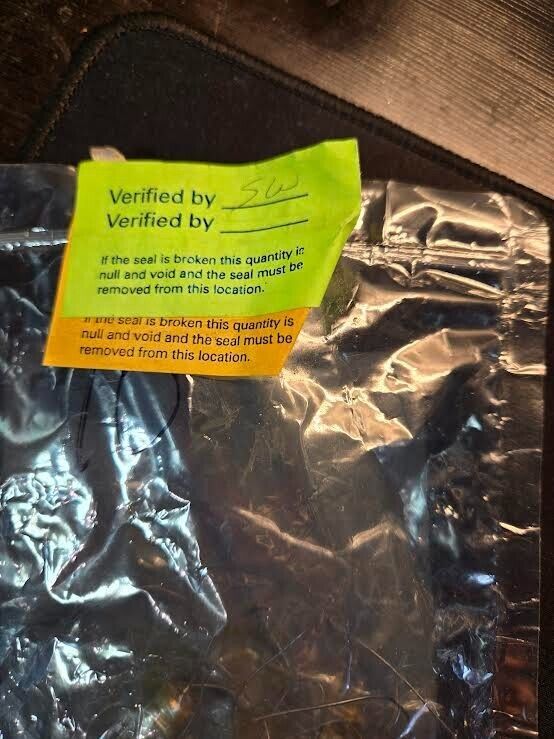 Verified by SW
Verified by
If the seal is broken this quantity is
null and void and the seal must be
removed from this location.
the seal is broken this quantity is
null and void and the seal must be
removed from this location.